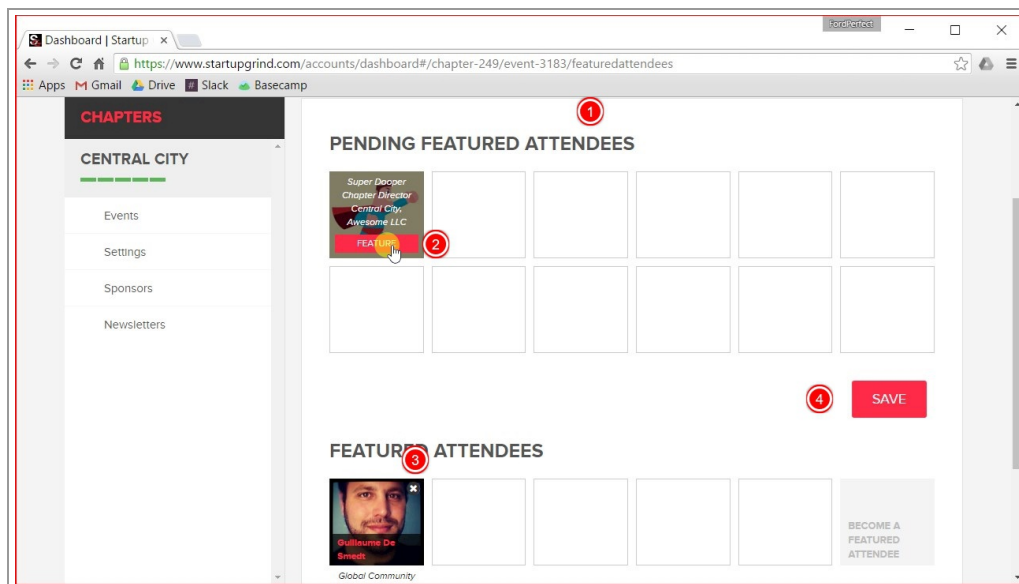 FordPerfect
Dashboard | Startup
https://www.startupgrind.com/accounts/dashboard#/chapter-249/event-3183/featuredattendees
Apps Gmail Drive Slack Basecamp
CHAPTERS
CENTRAL CITY
Events
Settings
Sponsors
Newsletters
1
PENDING FEATURED ATTENDEES
Super Dooper
Chapter Director
Central City,
Awesome LLC
FEATURE
2
4
SAVE
FEATURED ATTENDEES
3
Guillaume De
Smedt
Global Community
BECOME A
FEATURED
ATTENDEE